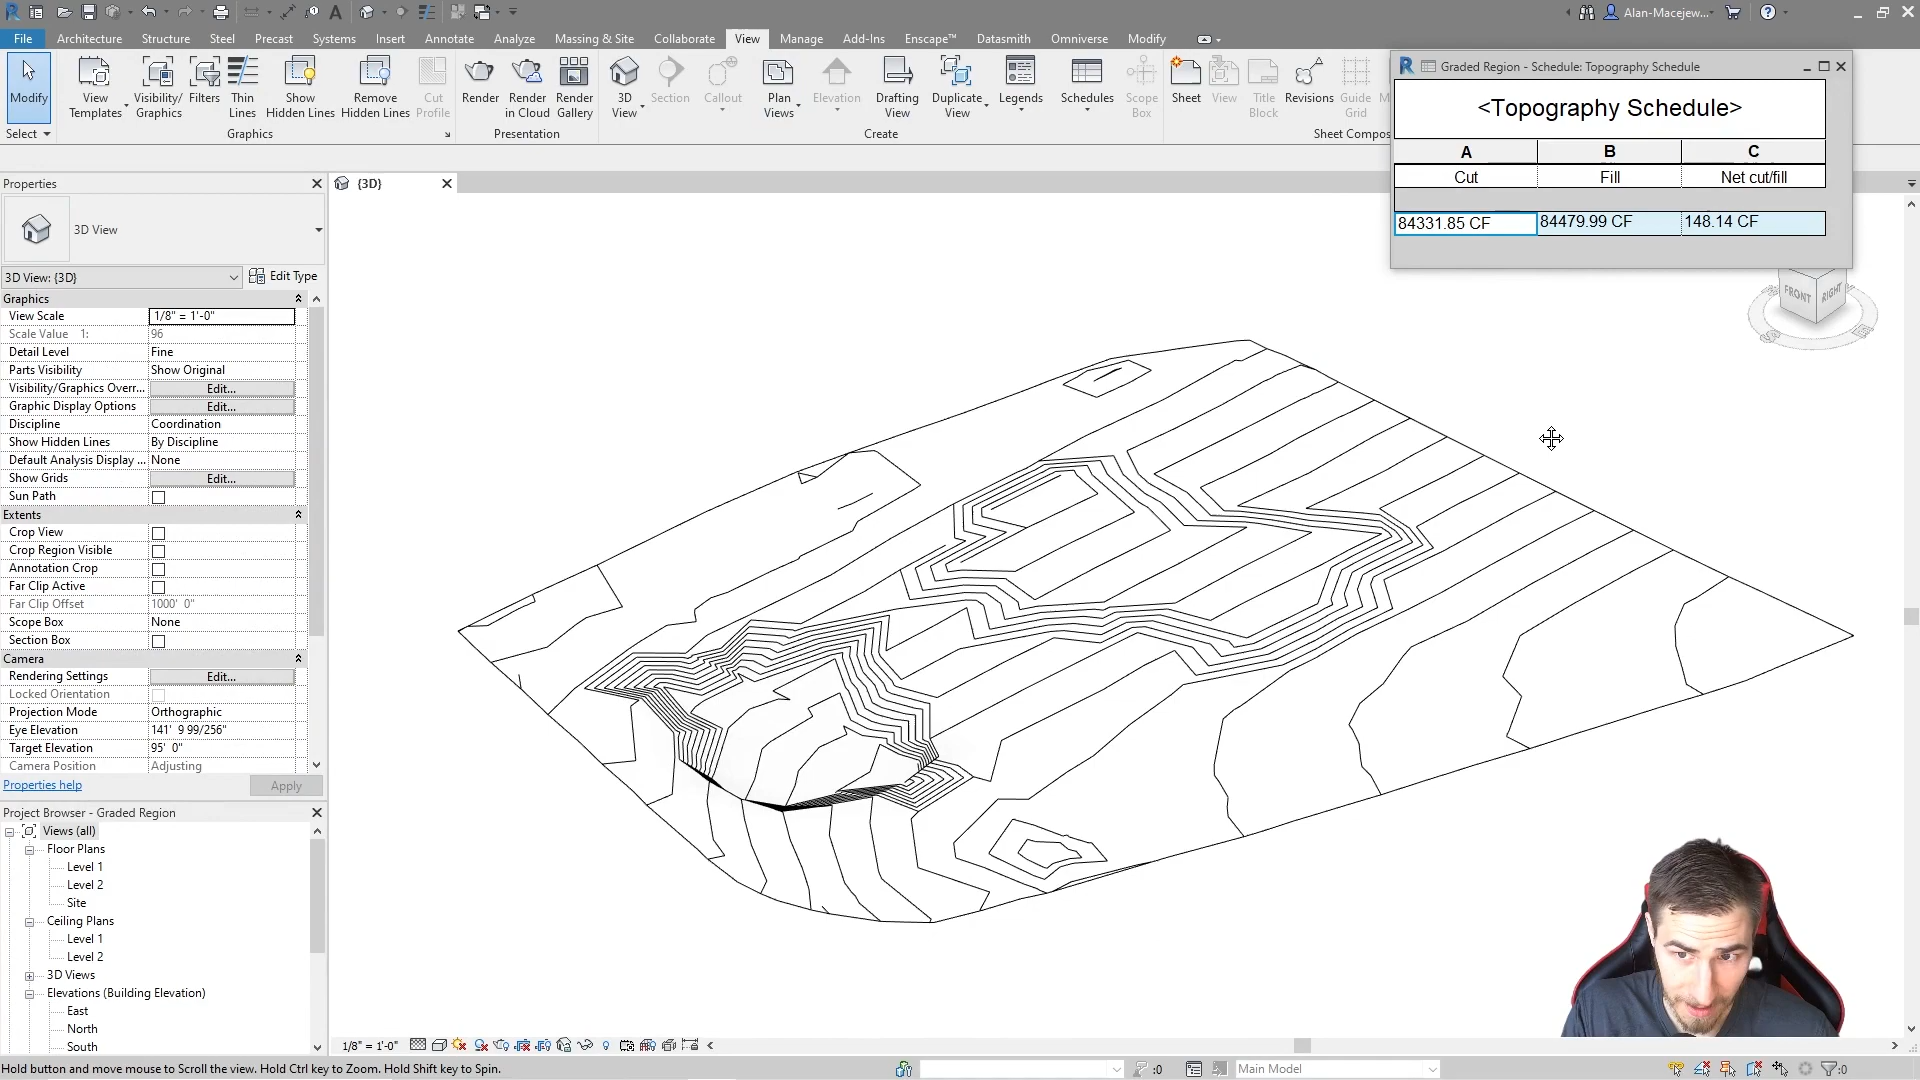 Alan-Macejew...
File Architecture Structure Steel Precast Systems Insert Annotate Analyze Massing & Site Collaborate View Manage Add-Ins Enscape™ Datasmith Omniverse Modify
Modify
View Templates
Visibility/ Graphics
Filters
Thin Lines
Show Hidden Lines
Remove Hidden Lines
Cut Profile
Render
Render in Cloud
Render Gallery
3D View
Section
Callout
Plan Views
Elevation
Drafting View
Duplicate View
Legends
Schedules
Scope Box
Sheet
View
Title Block
Revisions
Guide Grid
Select
Graphics
Presentation
Create
Sheet Compos
Graded Region - Schedule: Topography Schedule
<Topography Schedule>
A B C
Cut Fill Net cut/fill
84331.85 CF 84479.99 CF 148.14 CF
Properties
{3D}
3D View
3D View: {3D} Edit Type
Graphics
View Scale 1/8" = 1'-0"
Scale Value 1: 96
Detail Level Fine
Parts Visibility Show Original
Visibility/Graphics Overr... Edit...
Graphic Display Options Edit...
Discipline Coordination
Show Hidden Lines By Discipline
Default Analysis Display ... None
Show Grids Edit...
Sun Path
Extents
Crop View
Crop Region Visible
Annotation Crop
Far Clip Active
Far Clip Offset 1000' 0"
Scope Box None
Section Box
Camera
Rendering Settings Edit...
Locked Orientation
Projection Mode Orthographic
Eye Elevation 141' 9 99/256"
Target Elevation 95' 0"
Camera Position Adjusting
Properties help Apply
Project Browser - Graded Region
Views (all)
Floor Plans
Level 1
Level 2
Site
Ceiling Plans
Level 1
Level 2
3D Views
Elevations (Building Elevation)
East
North
South
FRONT RIGHT
1/8" = 1'-0"
Hold button and move mouse to Scroll the view. Hold Ctrl key to Zoom. Hold Shift key to Spin.
:0
Main Model
:0